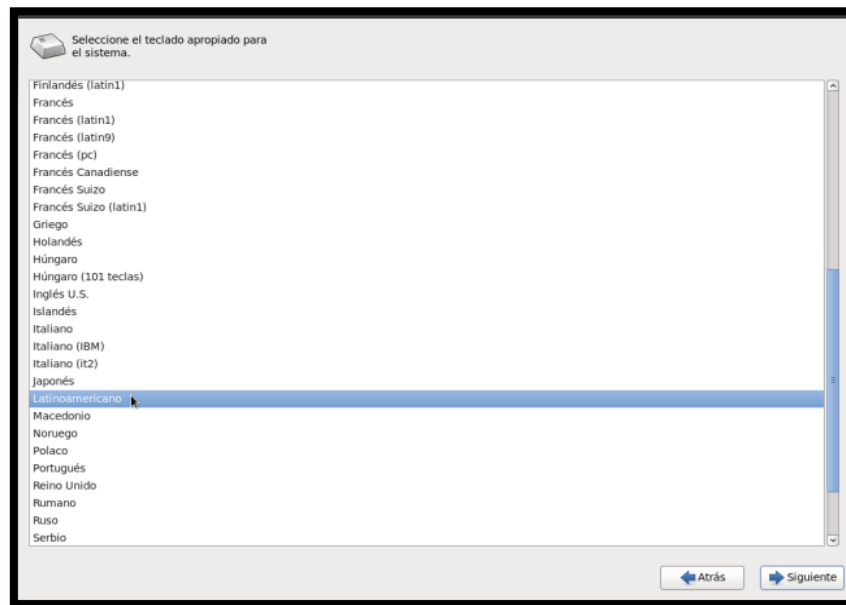 Seleccione el teclado apropiado para
el sistema.
Finlandés (latin1)
Francés
Francés (latin1)
Francés (latin9)
Francés (pc)
Francés Canadiense
Francés Suizo
Francés Suizo (latin1)
Griego
Holandés
Húngaro
Húngaro (101 teclas)
Inglés U.S.
Islandés
Italiano
Italiano (IBM)
Italiano (it2)
Japonés
Latinoamericano
Macedonio
Noruego
Polaco
Portugués
Reino Unido
Rumano
Ruso
Serbio
Atrás
Siguiente